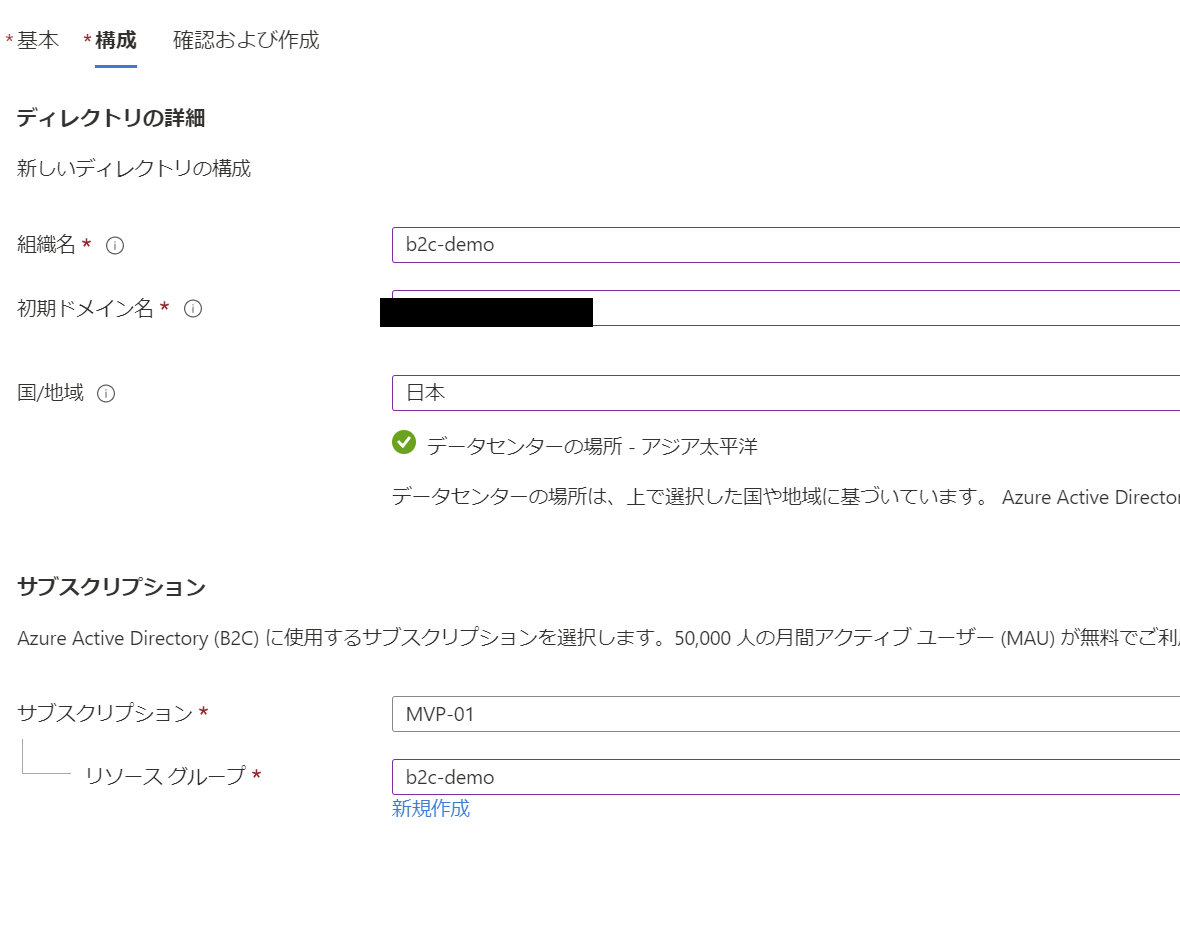 *基本 *構成 確認および作成
ディレクトリの詳細
新しいディレクトリの構成
組織名 * b2c-demo
初期ドメイン名 *
国/地域 日本
データセンターの場所 - アジア太平洋
データセンターの場所は、上で選択した国や地域に基づいています。 Azure Active Director
サブスクリプション
Azure Active Directory (B2C) に使用するサブスクリプションを選択します。50,000 人の月間アクティブ ユーザー (MAU) が無料でご利
サブスクリプション * MVP-01
リソース グループ * b2c-demo
新規作成